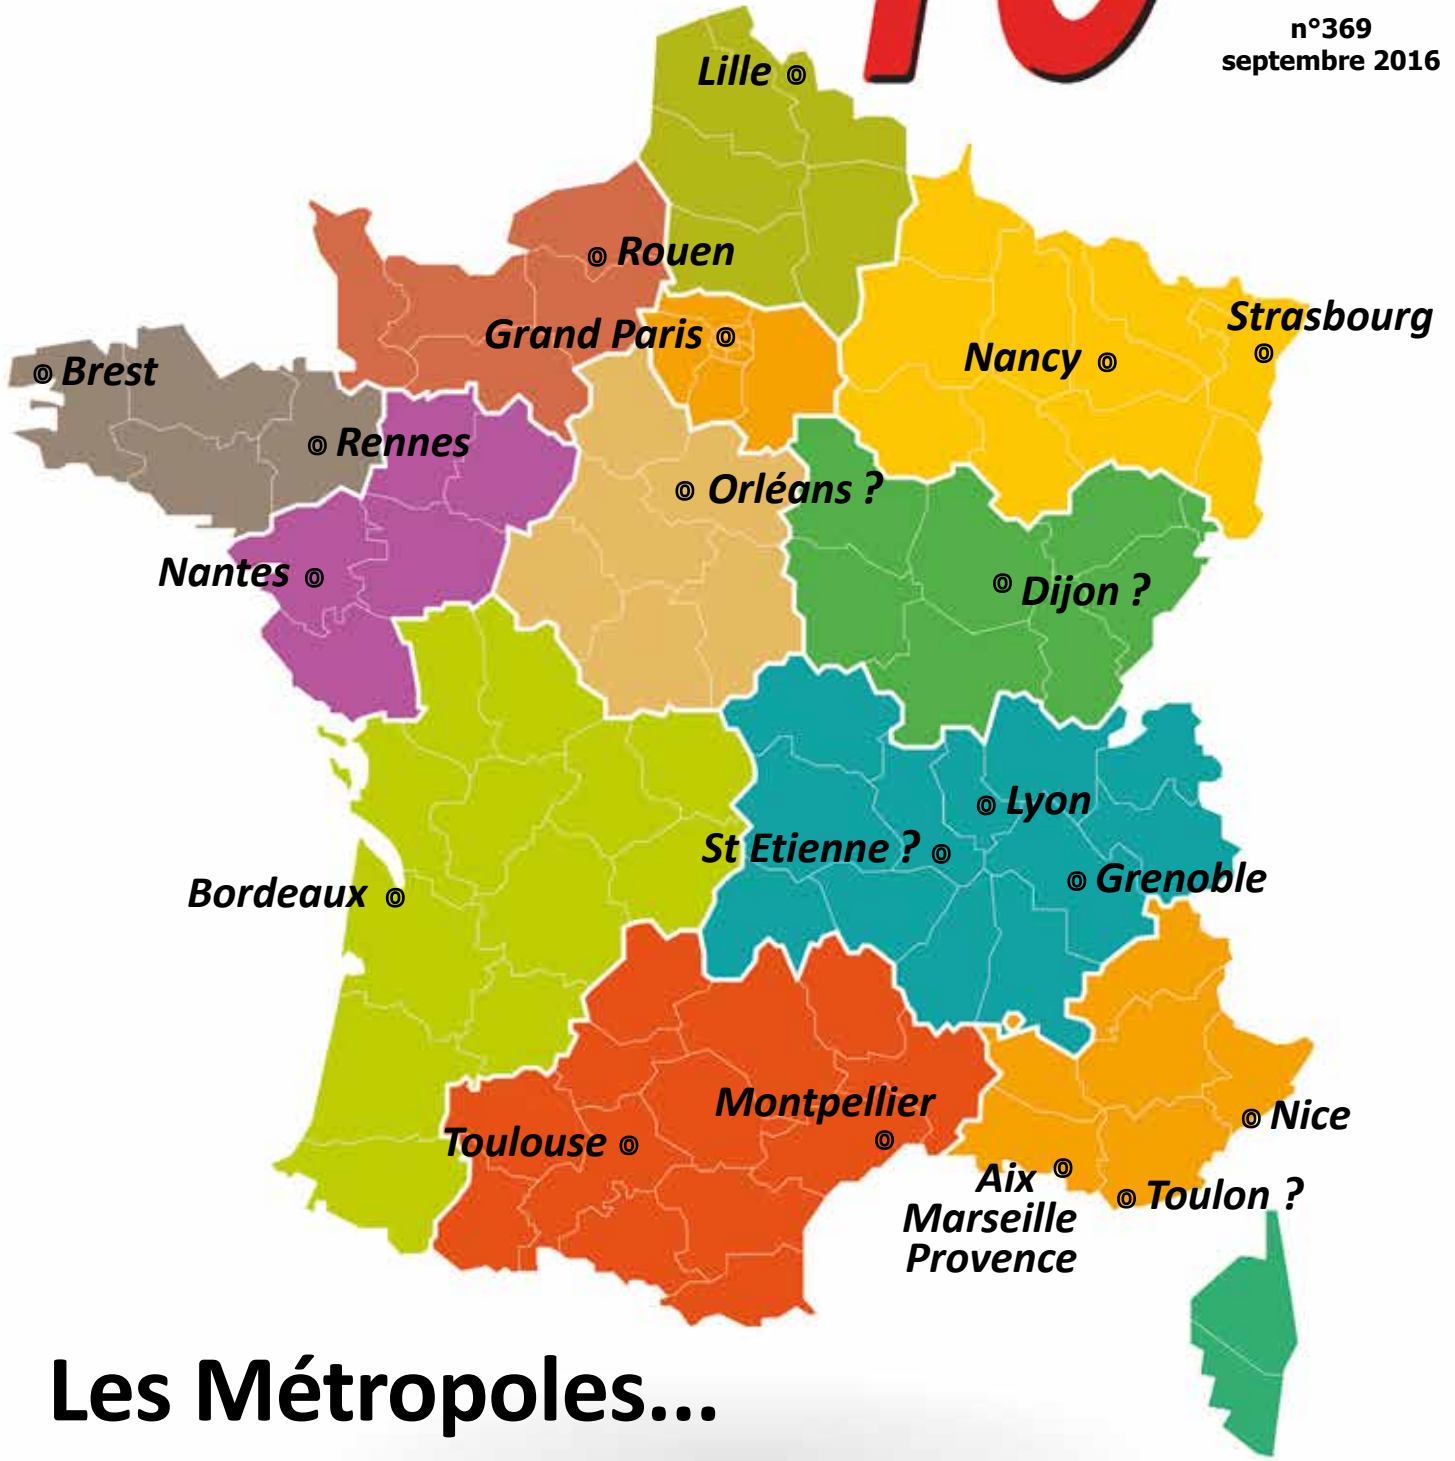 n°369
septembre 2016
Lille
Rouen
Grand Paris
Strasbourg
Nancy
Brest
Rennes
Orléans ?
Nantes
Dijon ?
Lyon
St Etienne ?
Grenoble
Bordeaux
Montpellier
Toulouse
Nice
Aix
Marseille
Provence
Toulon ?
Les Métropoles...